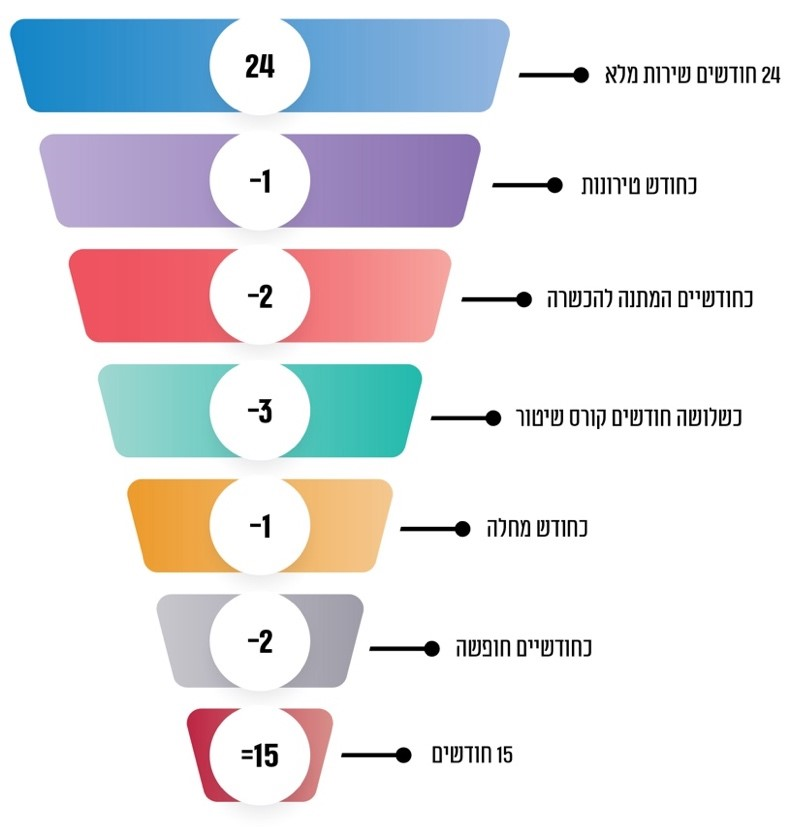 24
24 חודשים שירות מלא
-1
כחודש טירונות
-2
כחודשיים המתנה להכשרה
-3
כשלושה חודשים קורס שיטור
-1
כחודש מחלה
-2
כחודשיים חופשה
=15
15 חודשים